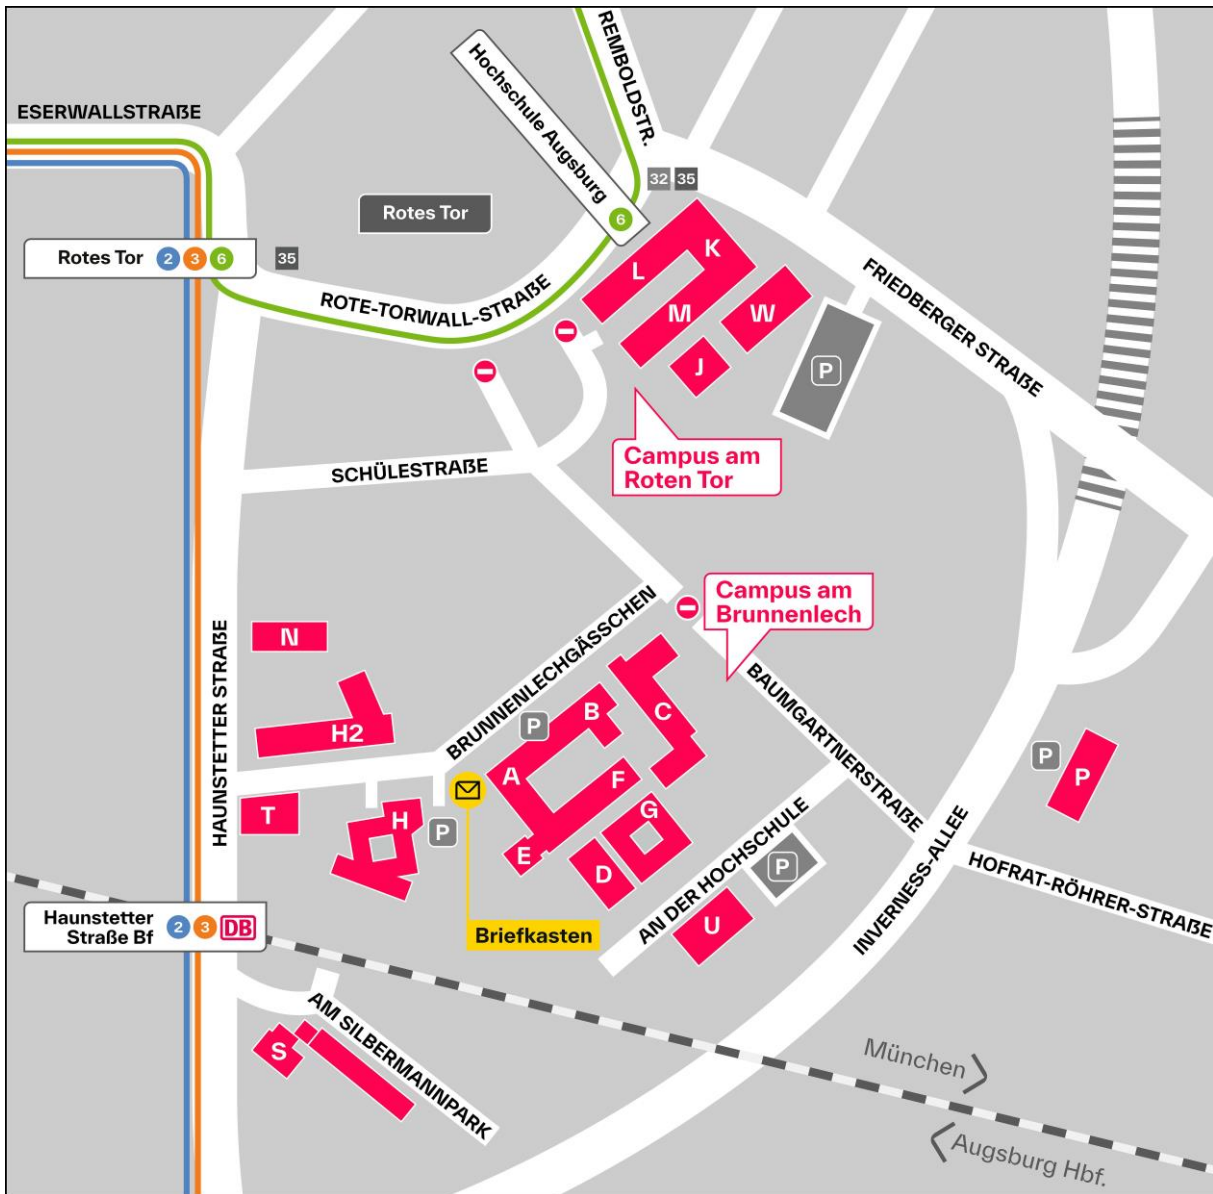 REMBOLDSTR.
Hochschule Augsburg
6
ESERWALLSTRAẞE
32 35
Rotes Tor
Rotes Tor 2 3 6
35
ROTE-TORWALL-STRAẞE
K
L
M
W
J
P
FRIEDBERGER STRAẞE
Campus am
Roten Tor
SCHÜLESTRAẞE
Campus am
Brunnenlech
HAUNSTETTER STRAẞE
N
H2
BRUNNENLECHGÄSSCHEN
P
B
C
A
F
BAUMGARTNERSTRAẞE
P
P
T
H
P
G
E
D
AN DER HOCHSCHULE
P
U
INVERNESS-ALLEE
HOFRAT-RÖHRER-STRAẞE
Haunstetter
Straße Bf
2 3 DB
Briefkasten
AM SILBERMANNPARK
S
München
Augsburg Hbf.